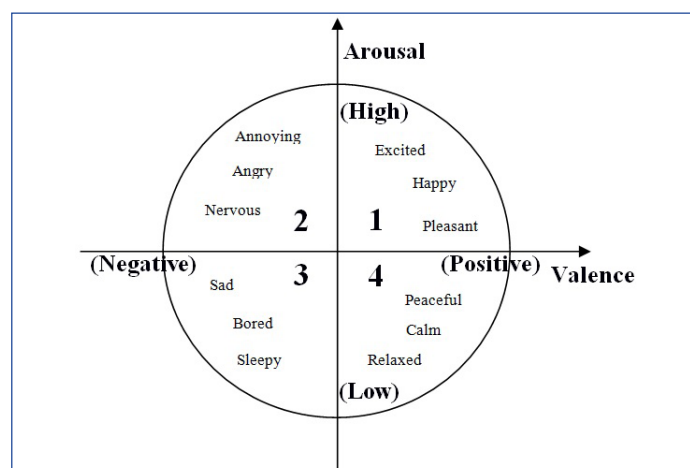 Arousal
(High)
Annoying
Excited
Angry
Happy
Nervous
2
1
Pleasant
(Negative)
(Positive)
Valence
3
4
Sad
Peaceful
Bored
Calm
Sleepy
Relaxed
(Low)